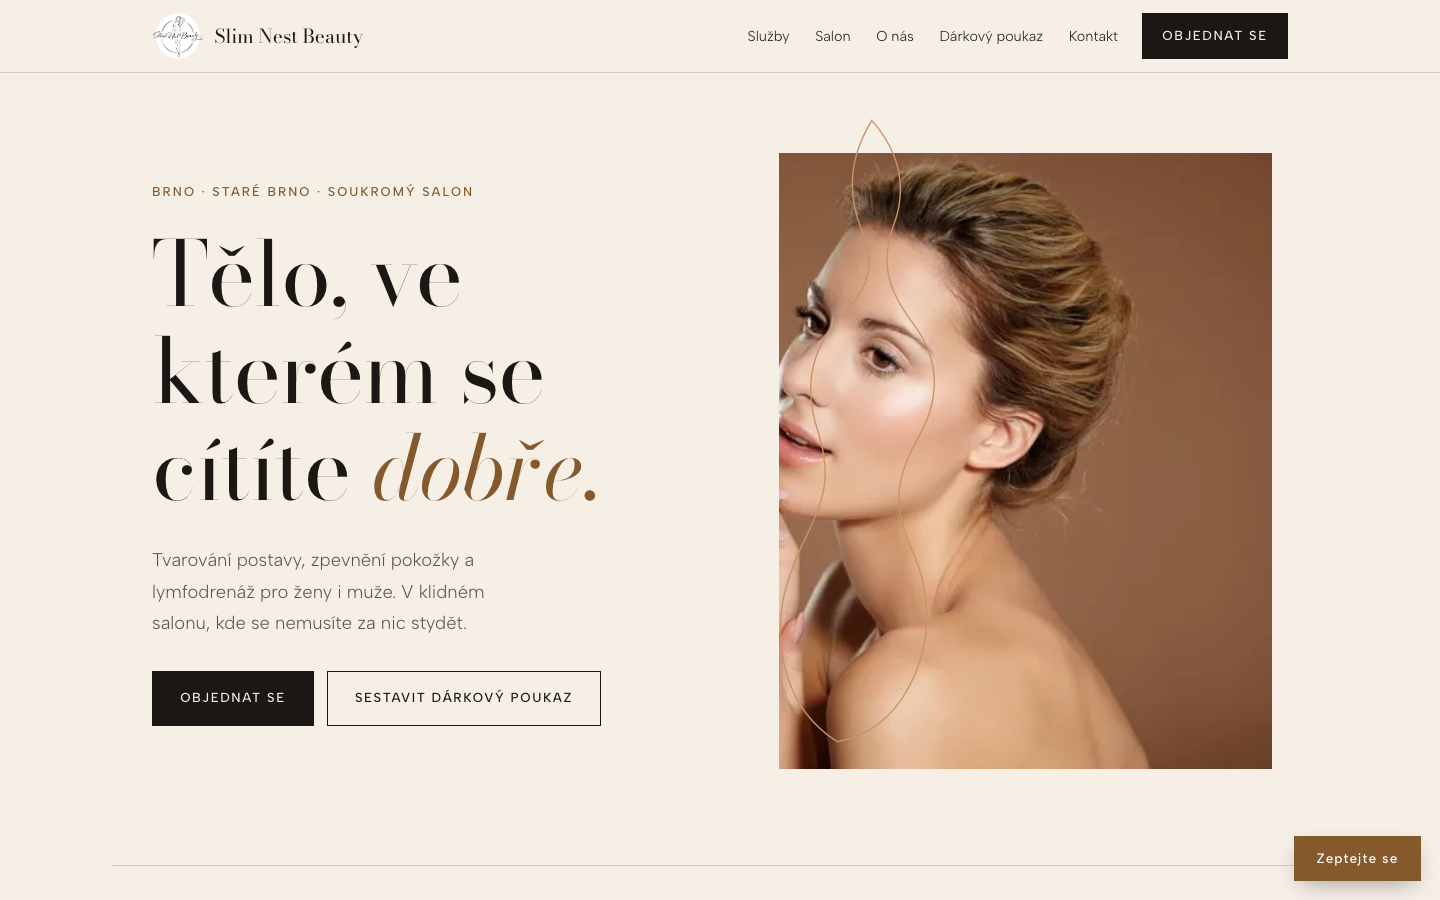 Slim Nest Beauty
Služby
Salon
O nás
Dárkový poukaz
Kontakt
OBJEDNAT SE
BRNO · STARÉ BRNO · SOUKROMÝ SALON
Tělo, ve
kterém se
cítíte dobře.
Tvarování postavy, zpevnění pokožky a
lymfodrenáž pro ženy i muže. V klidném
salonu, kde se nemusíte za nic stydět.
OBJEDNAT SE
SESTAVIT DÁRKOVÝ POUKAZ
Zeptejte se